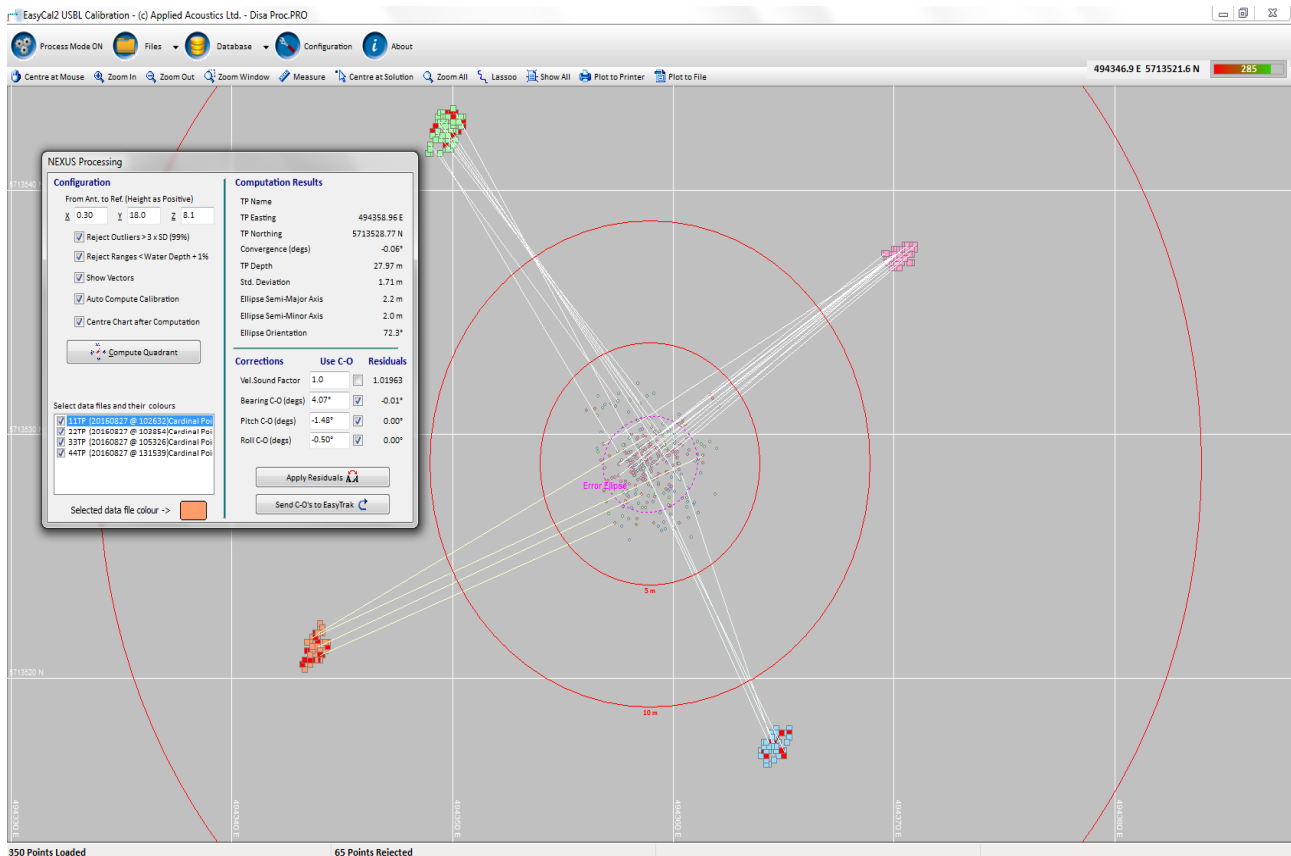 EasyCal2 USBL Calibration - (c) Applied Acoustics Ltd. - Disa Proc.PRO
Process Mode ON Files Database Configuration i About
Centre at Mouse Zoom In Zoom Out Zoom Window Measure Centre at Solution Zoom All Lassoo Show All Plot to Printer Plot to File
494346.9 E 5713521.6 N 285
NEXUS Processing
Configuration
From Ant. to Ref. (Height as Positive)
X 0.30 Y 18.0 Z 8.1
Reject Outliers > 3 x SD (99%)
Reject Ranges < Water Depth + 1%
Show Vectors
Auto Compute Calibration
Centre Chart after Computation
Compute Quadrant
Select data files and their colours
11TP (20160827 @ 102632)Cardinal Poi
22TP (20160827 @ 103854)Cardinal Poi
33TP (20160827 @ 105326)Cardinal Poi
44TP (20160827 @ 131539)Cardinal Poi
Selected data file colour ->
Computation Results
TP Name
TP Easting 494358.96 E
TP Northing 5713528.77 N
Convergence (degs) -0.06°
TP Depth 27.97 m
Std. Deviation 1.71 m
Ellipse Semi-Major Axis 2.2 m
Ellipse Semi-Minor Axis 2.0 m
Ellipse Orientation 72.3°
Corrections Use C-O Residuals
Vel.Sound Factor 1.0 1.01963
Bearing C-O (degs) 4.07° -0.01°
Pitch C-O (degs) -1.48° 0.00°
Roll C-O (degs) -0.50° 0.00°
Apply Residuals
Send C-O's to EasyTrak
5713540 N
5713520 N
Error Ellipse
5 m
10 m
494330 E
494340 E
494350 E
494360 E
494370 E
494380 E
350 Points Loaded
65 Points Rejected